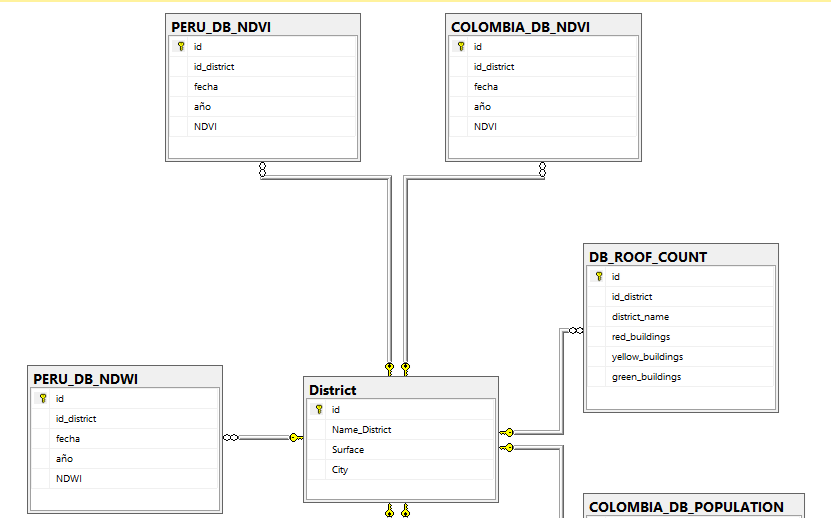 PERU_DB_NDVI
id
id_district
fecha
año
NDVI
COLOMBIA_DB_NDVI
id
id_district
fecha
año
NDVI
DB_ROOF_COUNT
id
id_district
district_name
red_buildings
yellow_buildings
green_buildings
PERU_DB_NDWI
id
id_district
fecha
año
NDWI
District
id
Name_District
Surface
City
COLOMBIA_DB_POPULATION